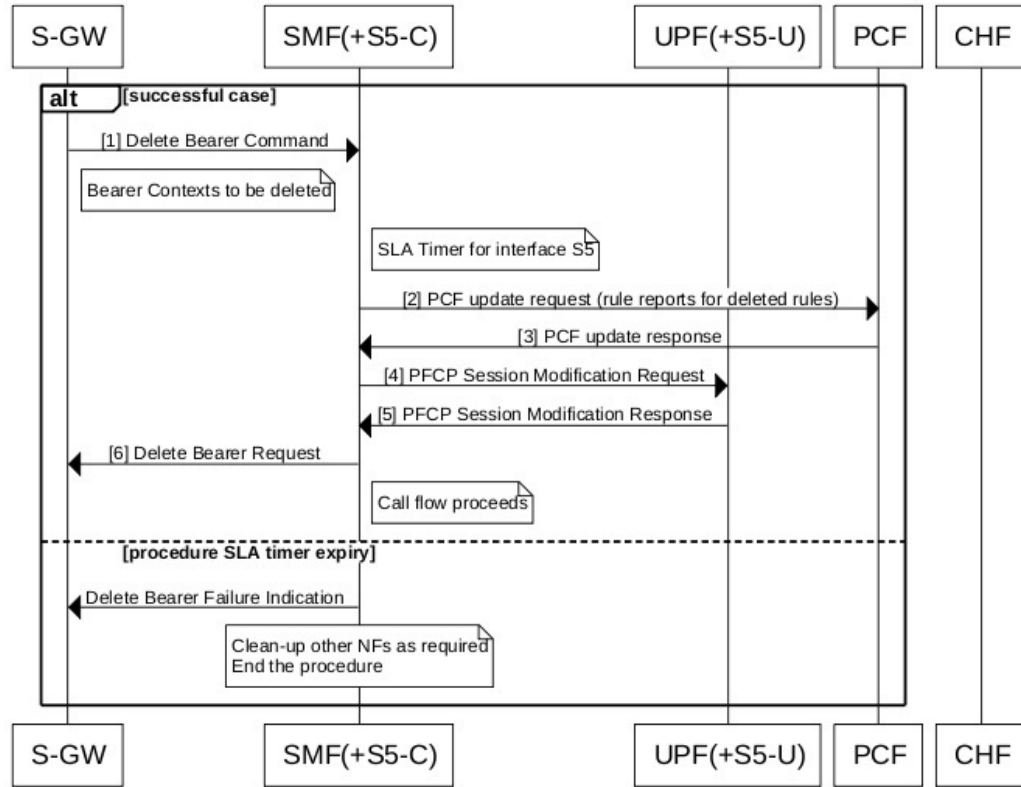 S-GW
SMF(+S5-C)
UPF(+S5-U)
PCF
CHF
alt
[successful case]
[1] Delete Bearer Command
Bearer Contexts to be deleted
SLA Timer for interface S5
[2] PCF update request (rule reports for deleted rules)
[3] PCF update response
[4] PFCP Session Modification Request
[5] PFCP Session Modification Response
[6] Delete Bearer Request
Call flow proceeds
[procedure SLA timer expiry]
Delete Bearer Failure Indication
Clean-up other NFs as required
End the procedure
S-GW
SMF(+S5-C)
UPF(+S5-U)
PCF
CHF